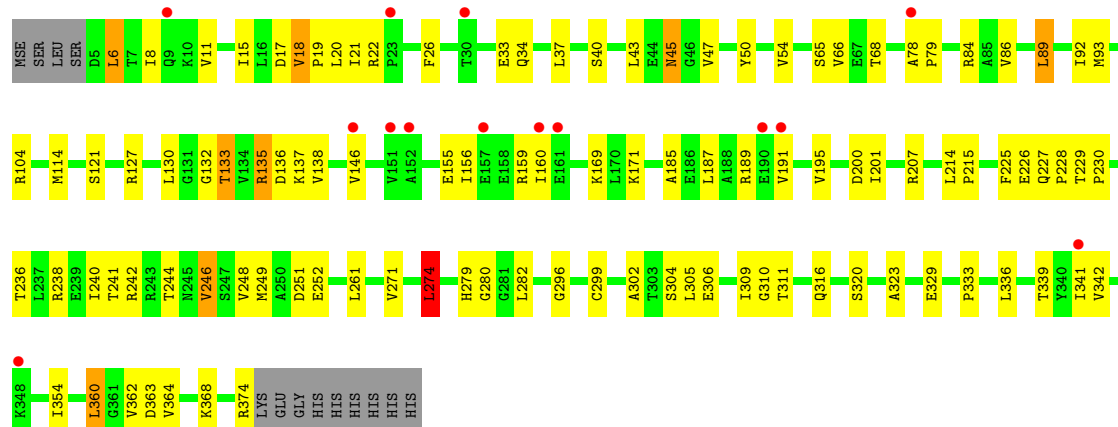 MSE SER LEU SER D5 L6 T7 I8 Q9 K10 V11 I15 L16 D17 V18 P19 L20 I21 R22 P23 F26 T30 E33 Q34 L37 S40 L43 E44 N45 G46 V47 Y50 V54 S65 V66 E67 T68 A78 P79 R84 A85 V86 L89 I92 M93
R104 M114 S121 R127 L130 G131 G132 T133 V134 R135 D136 K137 V138 V146 V151 A152 E155 I156 E157 E158 R159 I160 E161 K169 L170 K171 A185 E186 L187 A188 R189 E190 V191 V195 D200 I201 R207 L214 P215 F225 E226 Q227 P228 T229 P230
T236 L237 R238 E239 I240 T241 R242 R243 T244 N245 V246 S247 V248 M249 A250 D251 E252 L261 V271 L274 H279 G280 G281 L282 G296 C299 A302 T303 S304 L305 E306 I309 G310 T311 Q316 S320 A323 E329 P333 L336 T339 Y340 I341 V342
K348 I354 L360 G361 V362 D363 V364 K368 R374 LYS GLU GLY HIS HIS HIS HIS HIS HIS